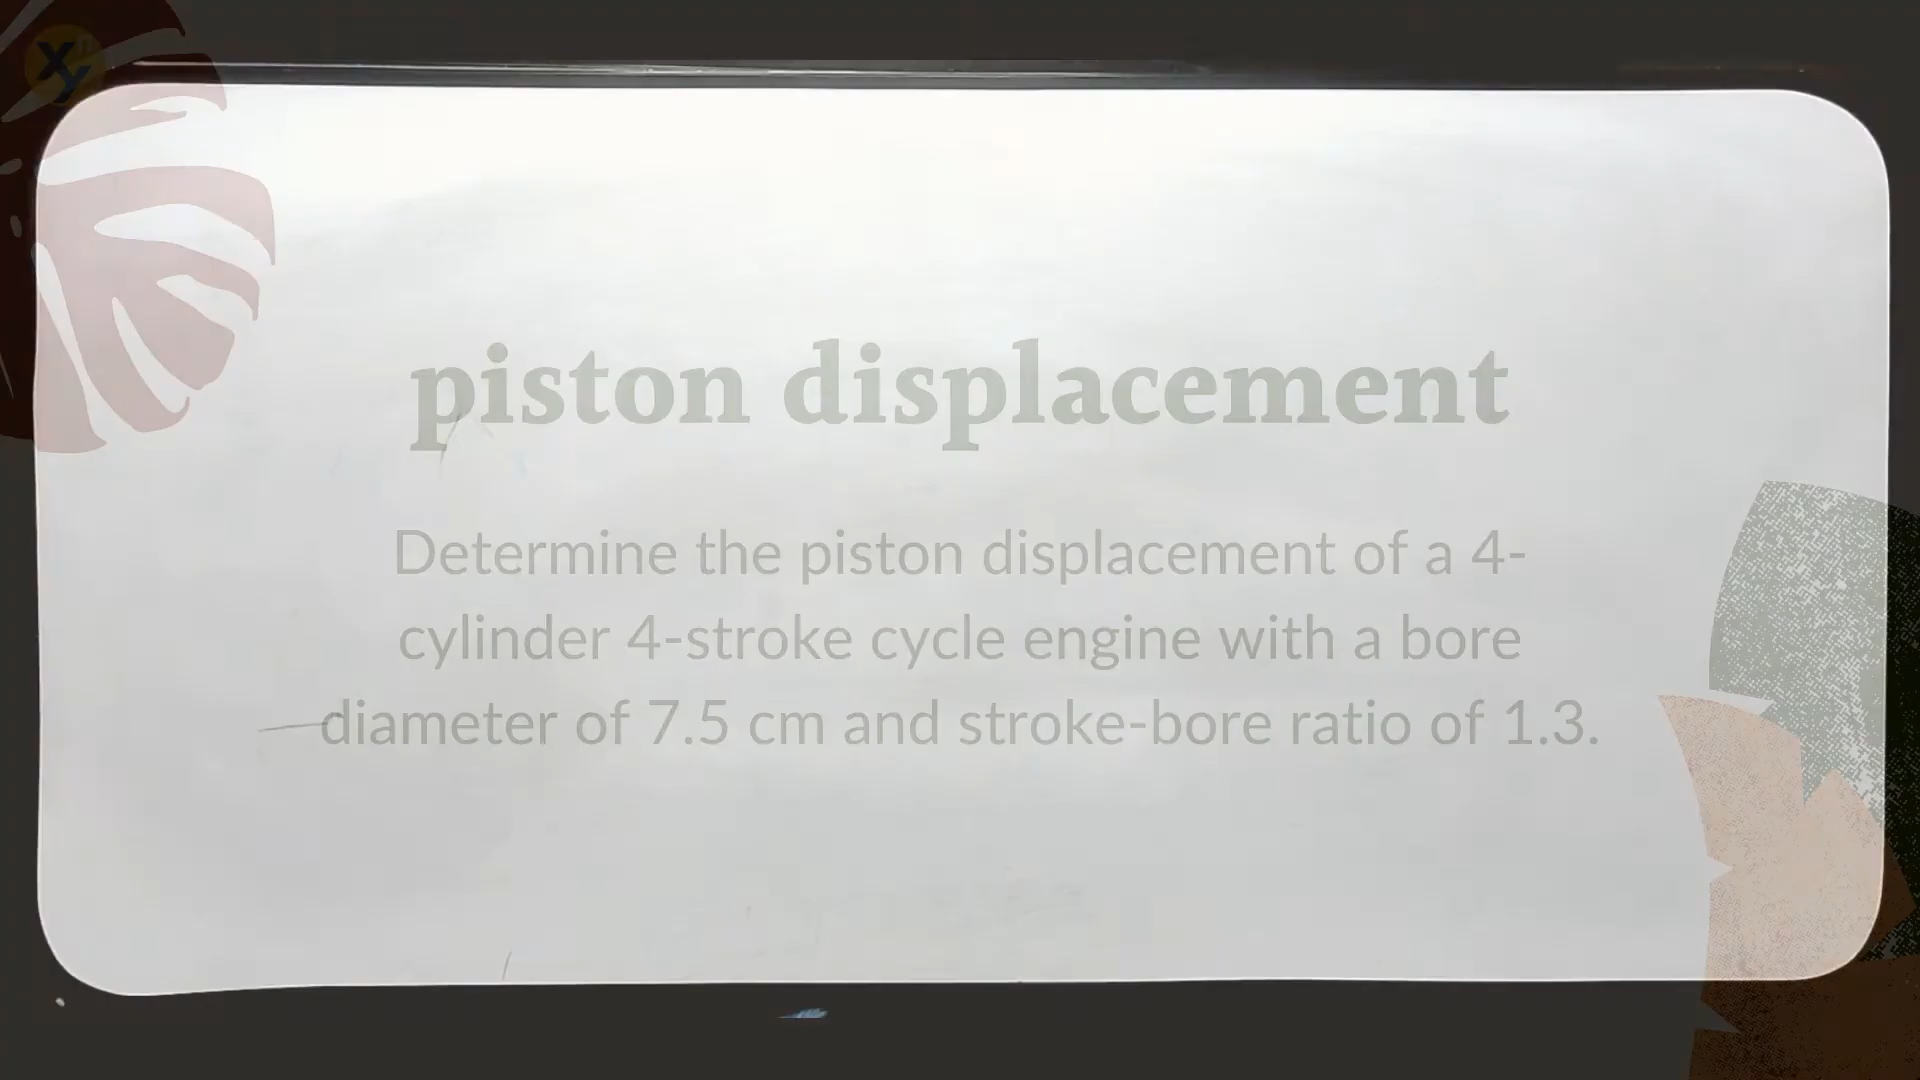 Xy
piston displacement
Determine the piston displacement of a 4-
cylinder 4-stroke cycle engine with a bore
diameter of 7.5 cm and stroke-bore ratio of 1.3.